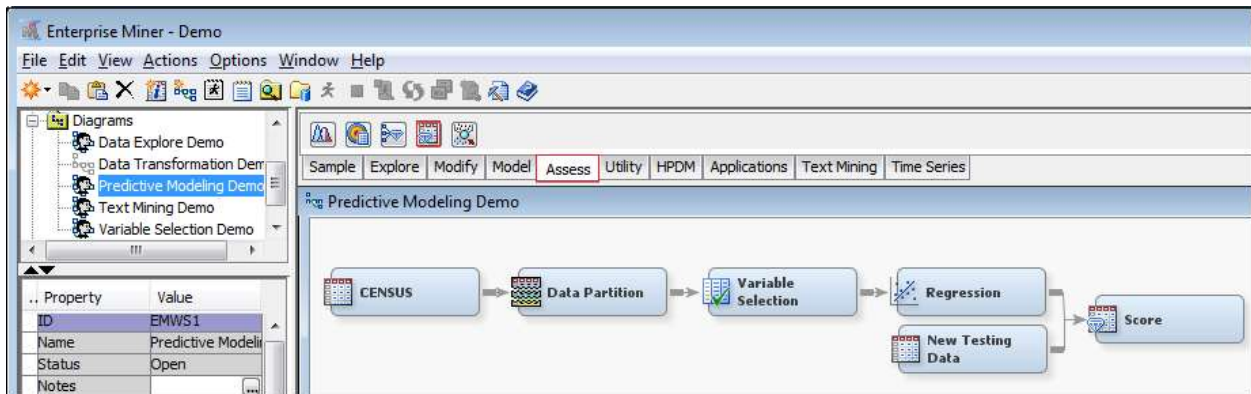 Enterprise Miner - Demo
File Edit View Actions Options Window Help
Diagrams
Data Explore Demo
Data Transformation Dem
Predictive Modeling Demo
Text Mining Demo
Variable Selection Demo
.. Property Value
ID EMWS1
Name Predictive Modelin
Status Open
Notes ...
Sample Explore Modify Model Assess Utility HPDM Applications Text Mining Time Series
Predictive Modeling Demo
CENSUS
Data Partition
Variable
Selection
Regression
New Testing
Data
Score